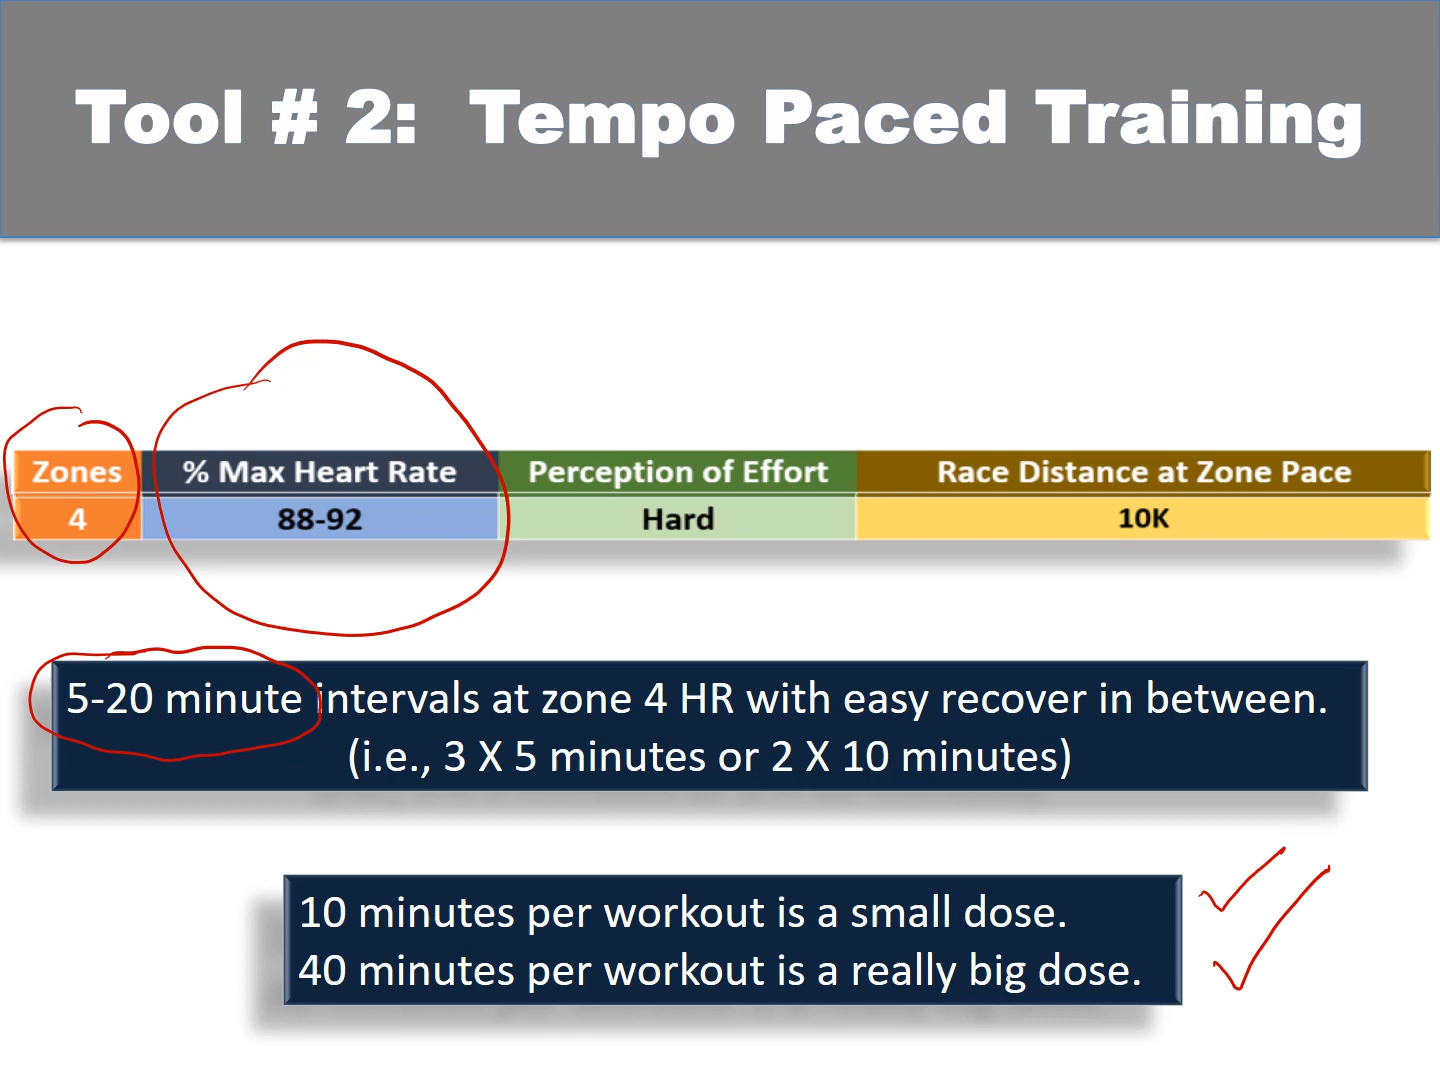 Tool # 2: Tempo Paced Training
Zones % Max Heart Rate Perception of Effort Race Distance at Zone Pace
4 88-92 Hard 10K
5-20 minute intervals at zone 4 HR with easy recover in between.
(i.e., 3 X 5 minutes or 2 X 10 minutes)
10 minutes per workout is a small dose.
40 minutes per workout is a really big dose.